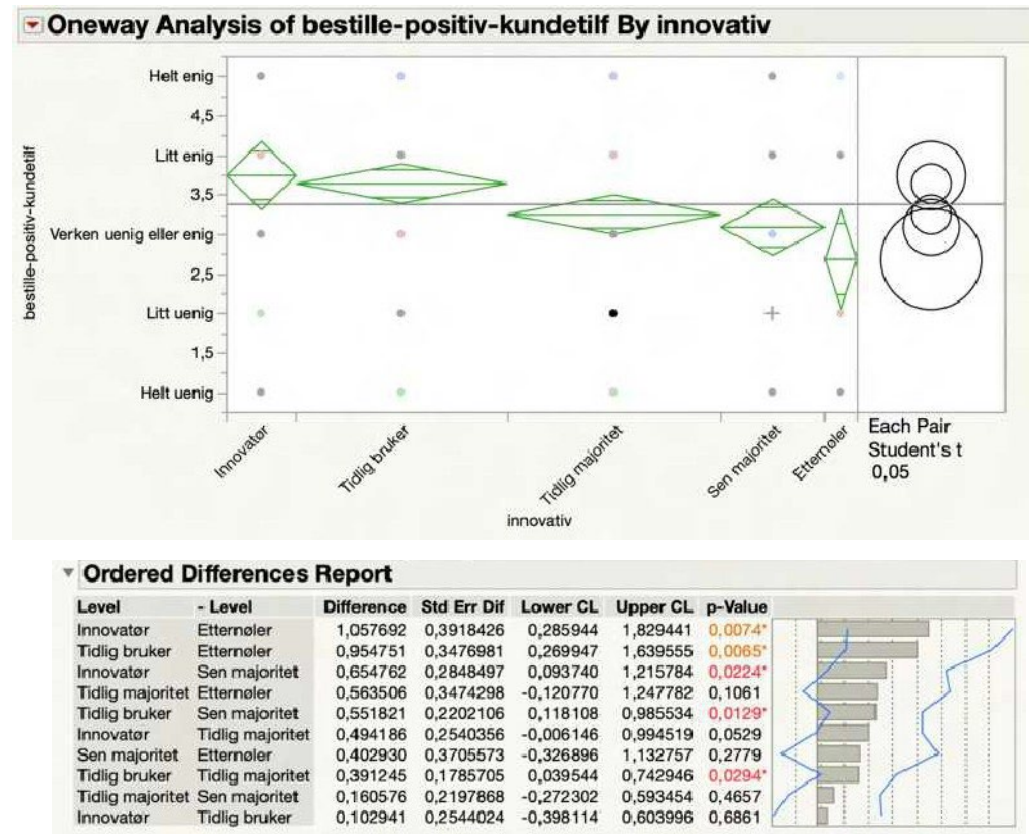 Oneway Analysis of bestille-positiv-kundetilf By innovativ
bestille-positiv-kundetilf
Helt enig
4,5
Litt enig
3,5
Verken uenig eller enig
2,5
Litt uenig
1,5
Helt uenig
Innovatør
Tidlig bruker
Tidlig majoritet
Sen majoritet
Etternøler
innovativ
Each Pair
Student's t
0,05
Ordered Differences Report
Level - Level Difference Std Err Dif Lower CL Upper CL p-Value
Innovatør Etternøler 1,057692 0,3918426 0,285944 1,829441 0,0074*
Tidlig bruker Etternøler 0,954751 0,3476981 0,269947 1,639555 0,0065*
Innovatør Sen majoritet 0,654762 0,2848497 0,093740 1,215784 0,0224*
Tidlig majoritet Etternøler 0,563506 0,3474298 -0,120770 1,247782 0,1061
Tidlig bruker Sen majoritet 0,551821 0,2202106 0,118108 0,985534 0,0129*
Innovatør Tidlig majoritet 0,494186 0,2540356 -0,006146 0,994519 0,0529
Sen majoritet Etternøler 0,402930 0,3705573 -0,326896 1,132757 0,2779
Tidlig bruker Tidlig majoritet 0,391245 0,1785705 0,039544 0,742946 0,0294*
Tidlig majoritet Sen majoritet 0,160576 0,2197868 -0,272302 0,593454 0,4657
Innovatør Tidlig bruker 0,102941 0,2544024 -0,398114 0,603996 0,6861